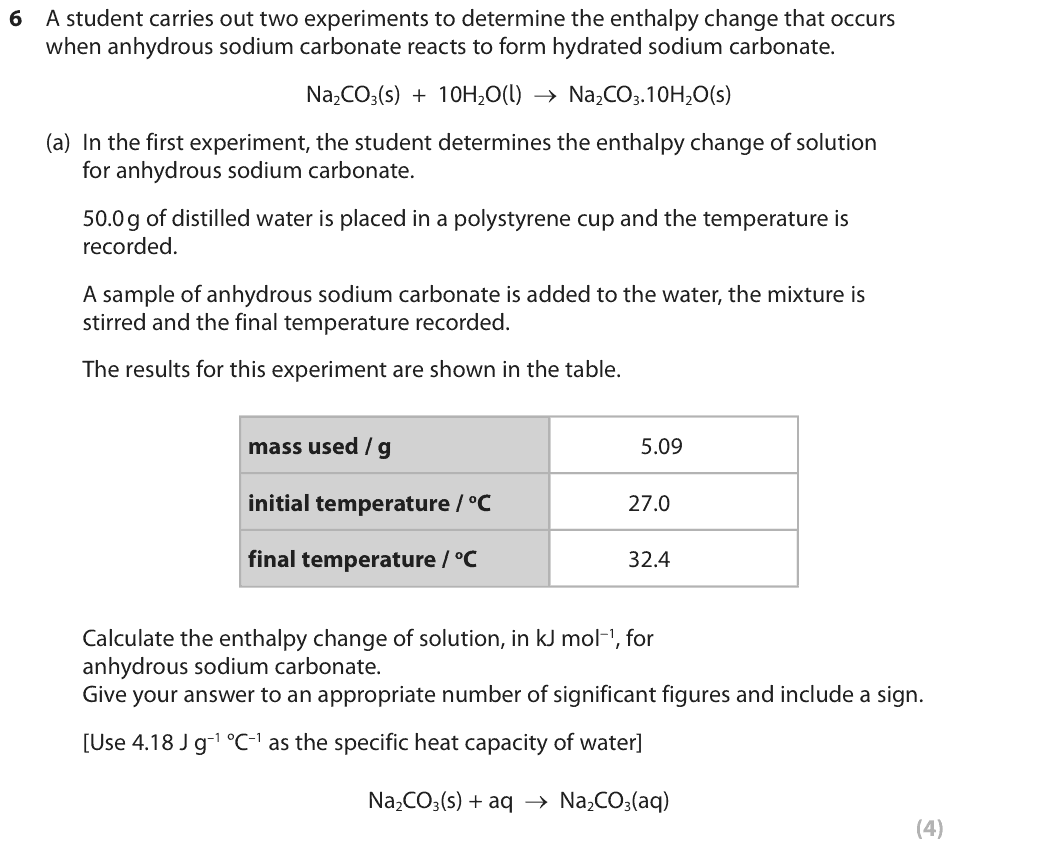 6 A student carries out two experiments to determine the enthalpy change that occurs
when anhydrous sodium carbonate reacts to form hydrated sodium carbonate.
Na₂CO₃(s) + 10H₂O(l) → Na₂CO₃.10H₂O(s)
(a) In the first experiment, the student determines the enthalpy change of solution
for anhydrous sodium carbonate.
50.0 g of distilled water is placed in a polystyrene cup and the temperature is
recorded.
A sample of anhydrous sodium carbonate is added to the water, the mixture is
stirred and the final temperature recorded.
The results for this experiment are shown in the table.
mass used / g 5.09
initial temperature / °C 27.0
final temperature / °C 32.4
Calculate the enthalpy change of solution, in kJ mol⁻¹, for
anhydrous sodium carbonate.
Give your answer to an appropriate number of significant figures and include a sign.
[Use 4.18 J g⁻¹ °C⁻¹ as the specific heat capacity of water]
Na₂CO₃(s) + aq → Na₂CO₃(aq)
(4)